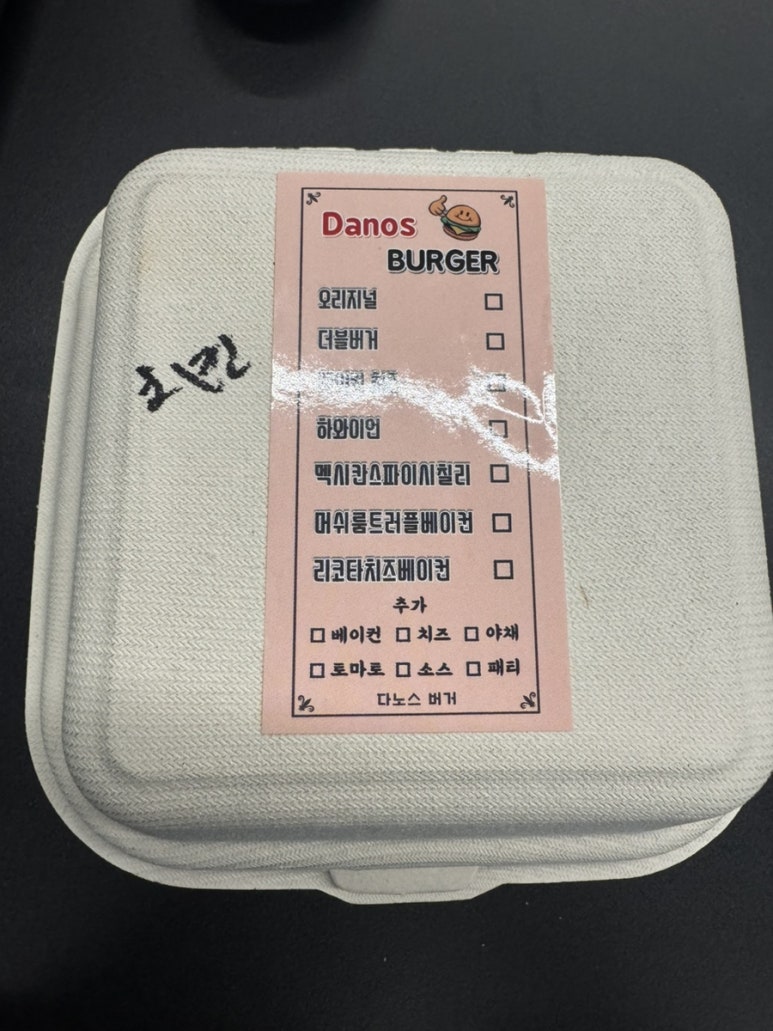 Danos
BURGER
오리지널
더블버거
하와이언
멕시칸스파이시칠리
머쉬룸트러플베이컨
리코타치즈베이컨
추가
베이컨 치즈 야채
토마토 소스 패티
다노스 버거